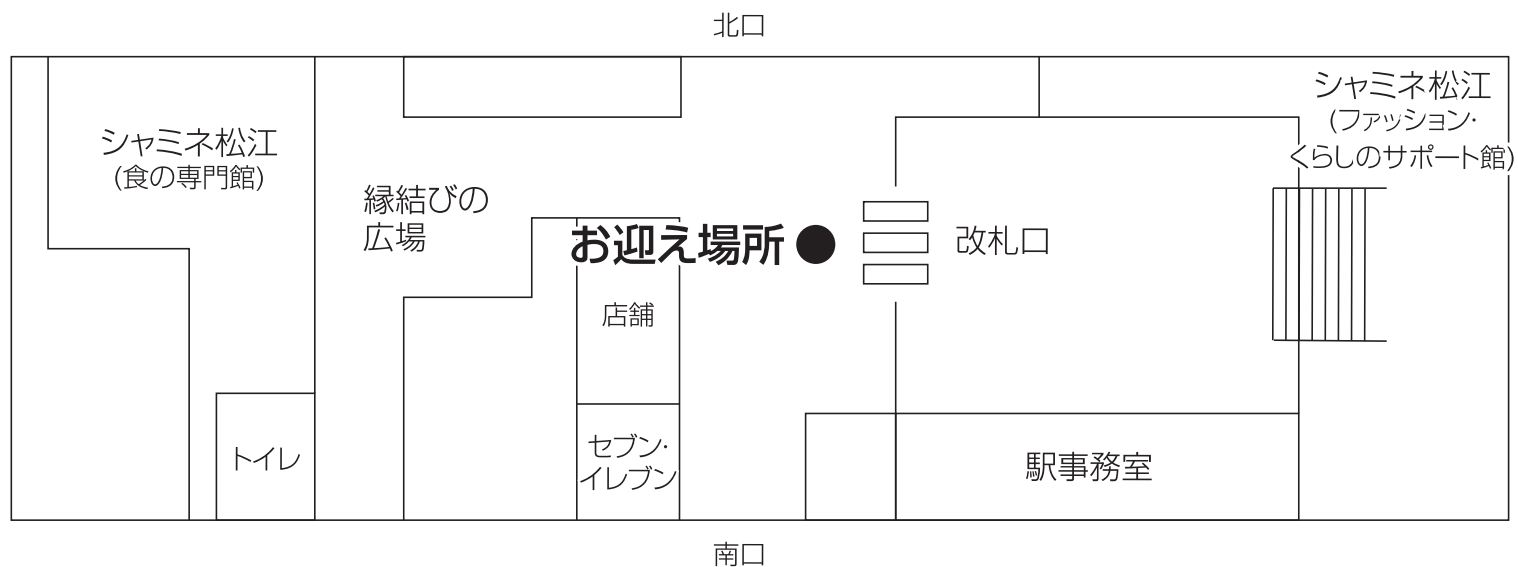 北口
シャミネ松江
(食の専門館)
縁結びの
広場
お迎え場所
改札口
シャミネ松江
(ファッション・
くらしのサポート館)
店舗
トイレ
セブン・
イレブン
駅事務室
南口